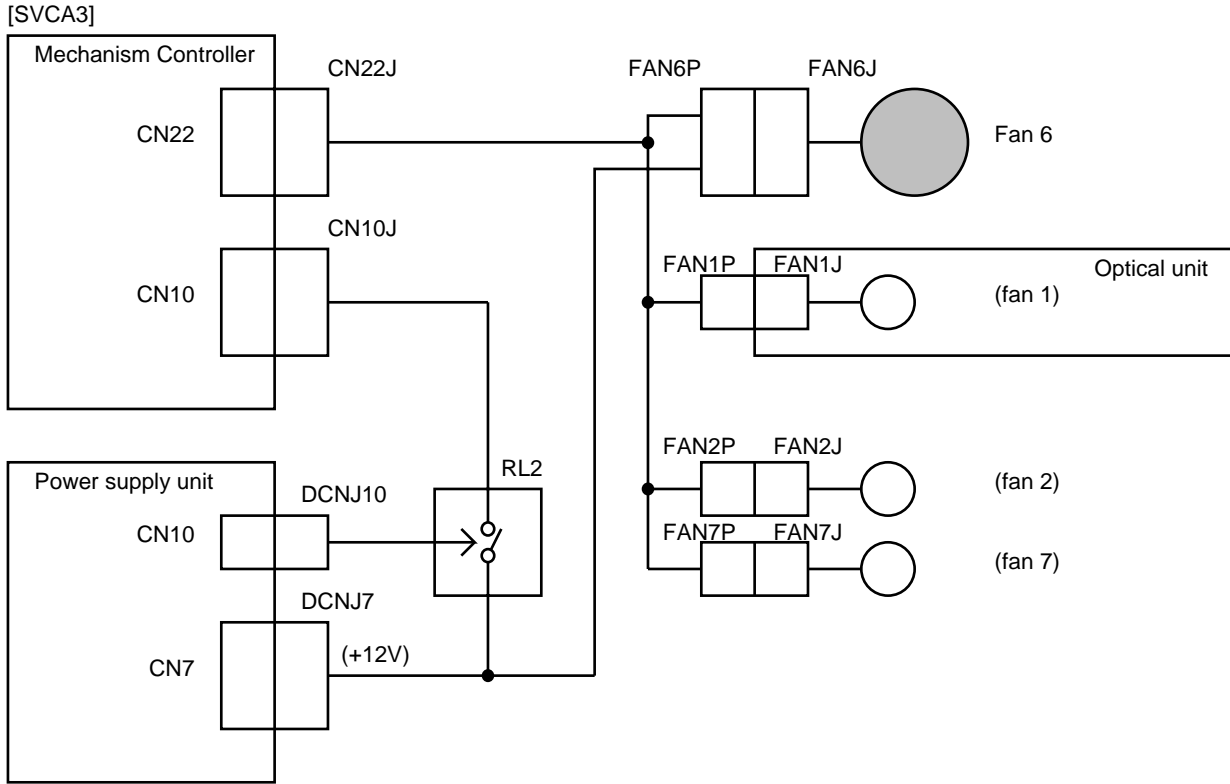 [SVCA3]
Mechanism Controller
CN22J
FAN6P
FAN6J
CN22
Fan 6
CN10J
FAN1P
FAN1J
Optical unit
CN10
(fan 1)
FAN2P
FAN2J
RL2
Power supply unit
DCNJ10
(fan 2)
CN10
FAN7P
FAN7J
(fan 7)
DCNJ7
(+12V)
CN7